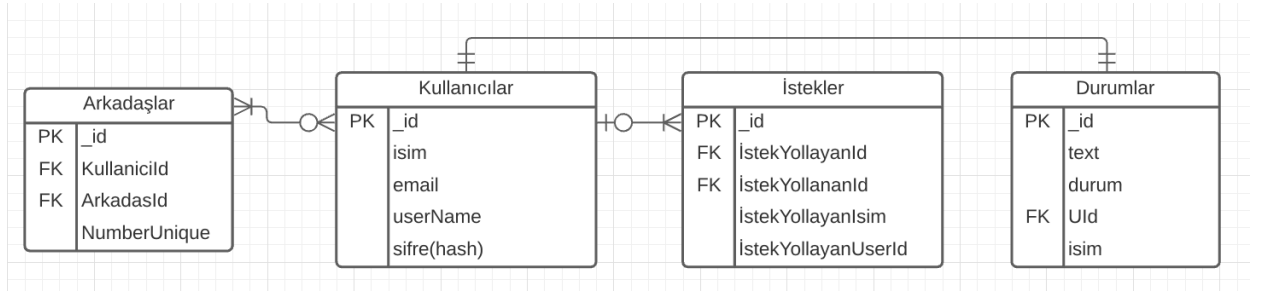 Arkadaşlar
PK _id
FK KullaniciId
FK ArkadasId
NumberUnique
Kullanıcılar
PK _id
isim
email
userName
sifre(hash)
İstekler
PK _id
FK İstekYollayanId
FK İstekYollananId
İstekYollayanIsim
İstekYollayanUserId
Durumlar
PK _id
text
durum
FK UId
isim